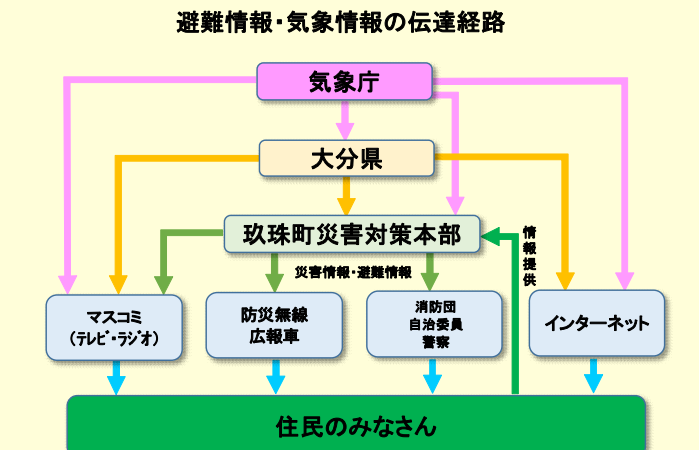 避難情報・気象情報の伝達経路
気象庁
大分県
玖珠町災害対策本部
情報提供
災害情報・避難情報
マスコミ
（テレビ・ラジオ）
防災無線
広報車
消防団
自治委員
警察
インターネット
住民のみなさん